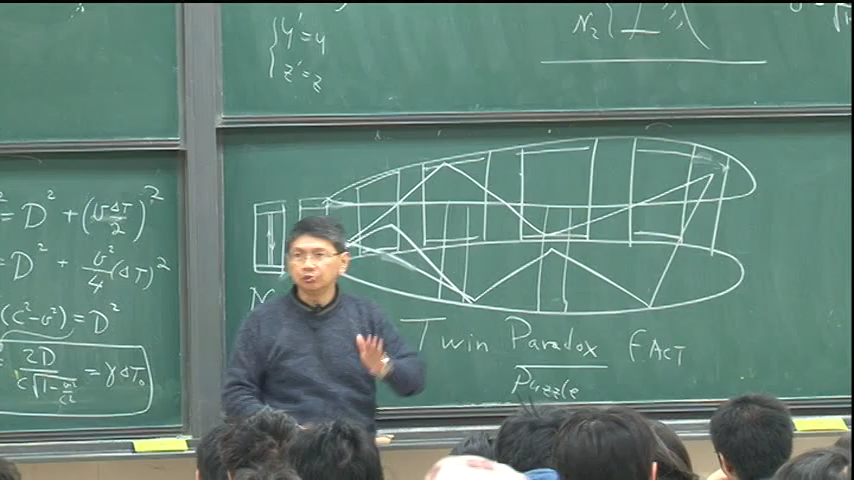 y' = y
z' = z
N₂
² = D² + (vΔT/2)²
= D² + v²/4 (ΔT)²
(c²-v²) = D²
2D / c√(1-v²/c²) = γΔT₀
N
Twin Paradox FACT
Puzzle